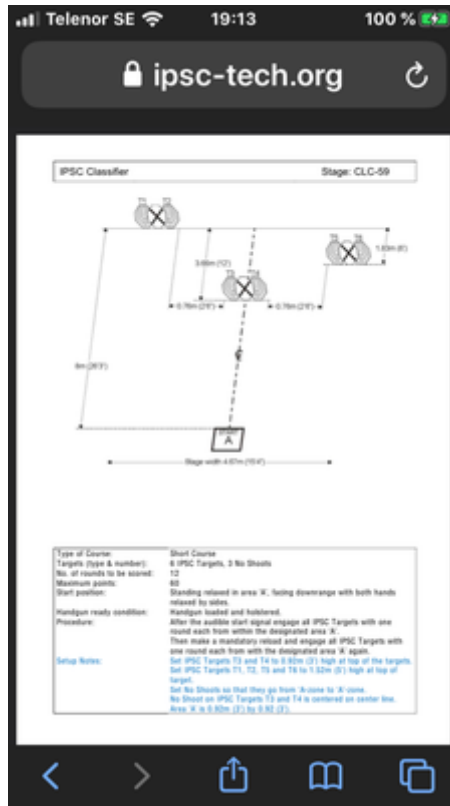 Telenor SE 19:13 100 %
ipsc-tech.org
IPSC Classifier Stage: CLC-59
T1 T2
T5 T6
3.66m (12')
1.83m (6')
T3 T4
0.76m (2'6") 0.76m (2'6")
8m (26'3")
START
A
Stage width 4.67m (15'4")
Type of Course: Short Course
Targets (type & number): 6 IPSC Targets, 3 No Shoots
No. of rounds to be scored: 12
Maximum points: 60
Start position: Standing relaxed in area 'A', facing downrange with both hands
relaxed by sides.
Handgun ready condition: Handgun loaded and holstered.
Procedure: After the audible start signal engage all IPSC Targets with one
round each from within the designated area 'A'.
Then make a mandatory reload and engage all IPSC Targets with
one round each from with the designated area 'A' again.
Setup Notes: Set IPSC Targets T3 and T4 to 0.92m (3') high at top of the targets.
Set IPSC Targets T1, T2, T5 and T6 to 1.52m (5') high at top of
target.
Set No Shoots so that they go from 'A-zone to 'A'-zone.
No Shoot on IPSC Targets T3 and T4 is centered on center line.
Area 'A' is 0.92m (3') by 0.92 (3').